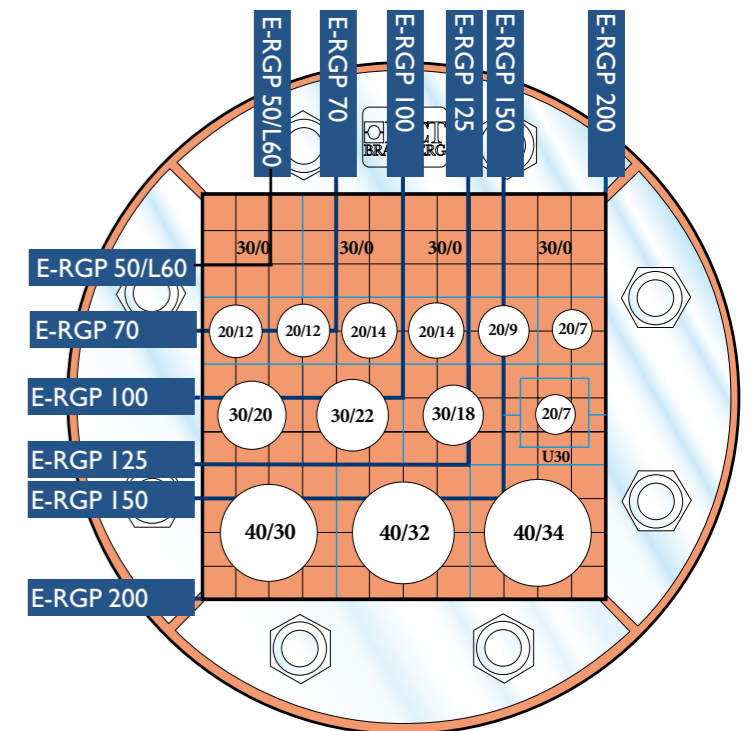 E-RGP 50/L60
E-RGP 70
E-RGP 100
E-RGP 125
E-RGP 150
E-RGP 200
30/0 30/0 30/0 30/0
E-RGP 50/L60
E-RGP 70
20/12 20/12 20/14 20/14 20/9 20/7
E-RGP 100
30/20 30/22 30/18 20/7
E-RGP 125
U30
E-RGP 150
40/30 40/32 40/34
E-RGP 200